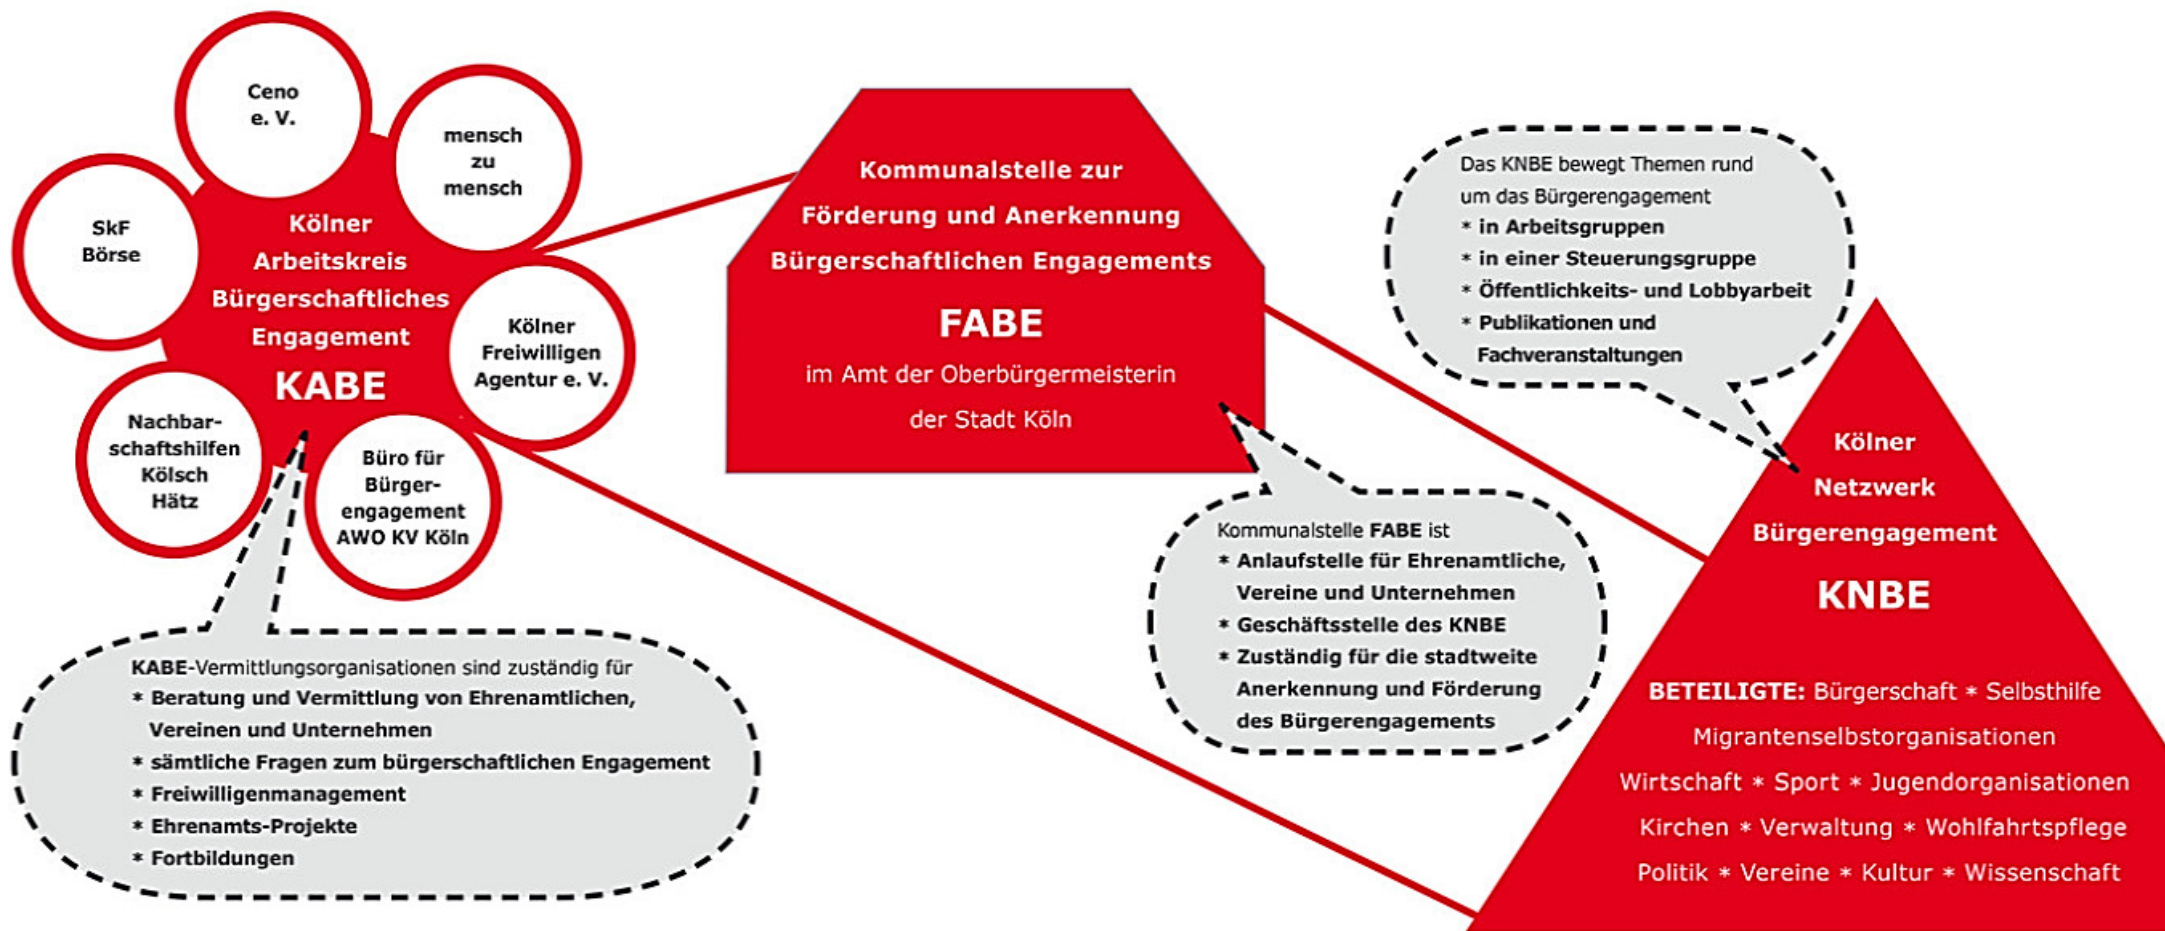 Ceno
e. V.
mensch
zu
mensch
SkF
Börse
Kölner
Arbeitskreis
Bürgerschaftliches
Engagement
KABE
Kölner
Freiwilligen
Agentur e. V.
Nachbar-
schaftshilfen
Kölsch
Hätz
Büro für
Bürger-
engagement
AWO KV Köln
KABE-Vermittlungsorganisationen sind zuständig für
* Beratung und Vermittlung von Ehrenamtlichen,
Vereinen und Unternehmen
* sämtliche Fragen zum bürgerschaftlichen Engagement
* Freiwilligenmanagement
* Ehrenamts-Projekte
* Fortbildungen
Kommunalstelle zur
Förderung und Anerkennung
Bürgerschaftlichen Engagements
FABE
im Amt der Oberbürgermeisterin
der Stadt Köln
Kommunalstelle FABE ist
* Anlaufstelle für Ehrenamtliche,
Vereine und Unternehmen
* Geschäftsstelle des KNBE
* Zuständig für die stadtweite
Anerkennung und Förderung
des Bürgerengagements
Das KNBE bewegt Themen rund
um das Bürgerengagement
* in Arbeitsgruppen
* in einer Steuerungsgruppe
* Öffentlichkeits- und Lobbyarbeit
* Publikationen und
Fachveranstaltungen
Kölner
Netzwerk
Bürgerengagement
KNBE
BETEILIGTE: Bürgerschaft * Selbsthilfe
Migrantenselbstorganisationen
Wirtschaft * Sport * Jugendorganisationen
Kirchen * Verwaltung * Wohlfahrtspflege
Politik * Vereine * Kultur * Wissenschaft